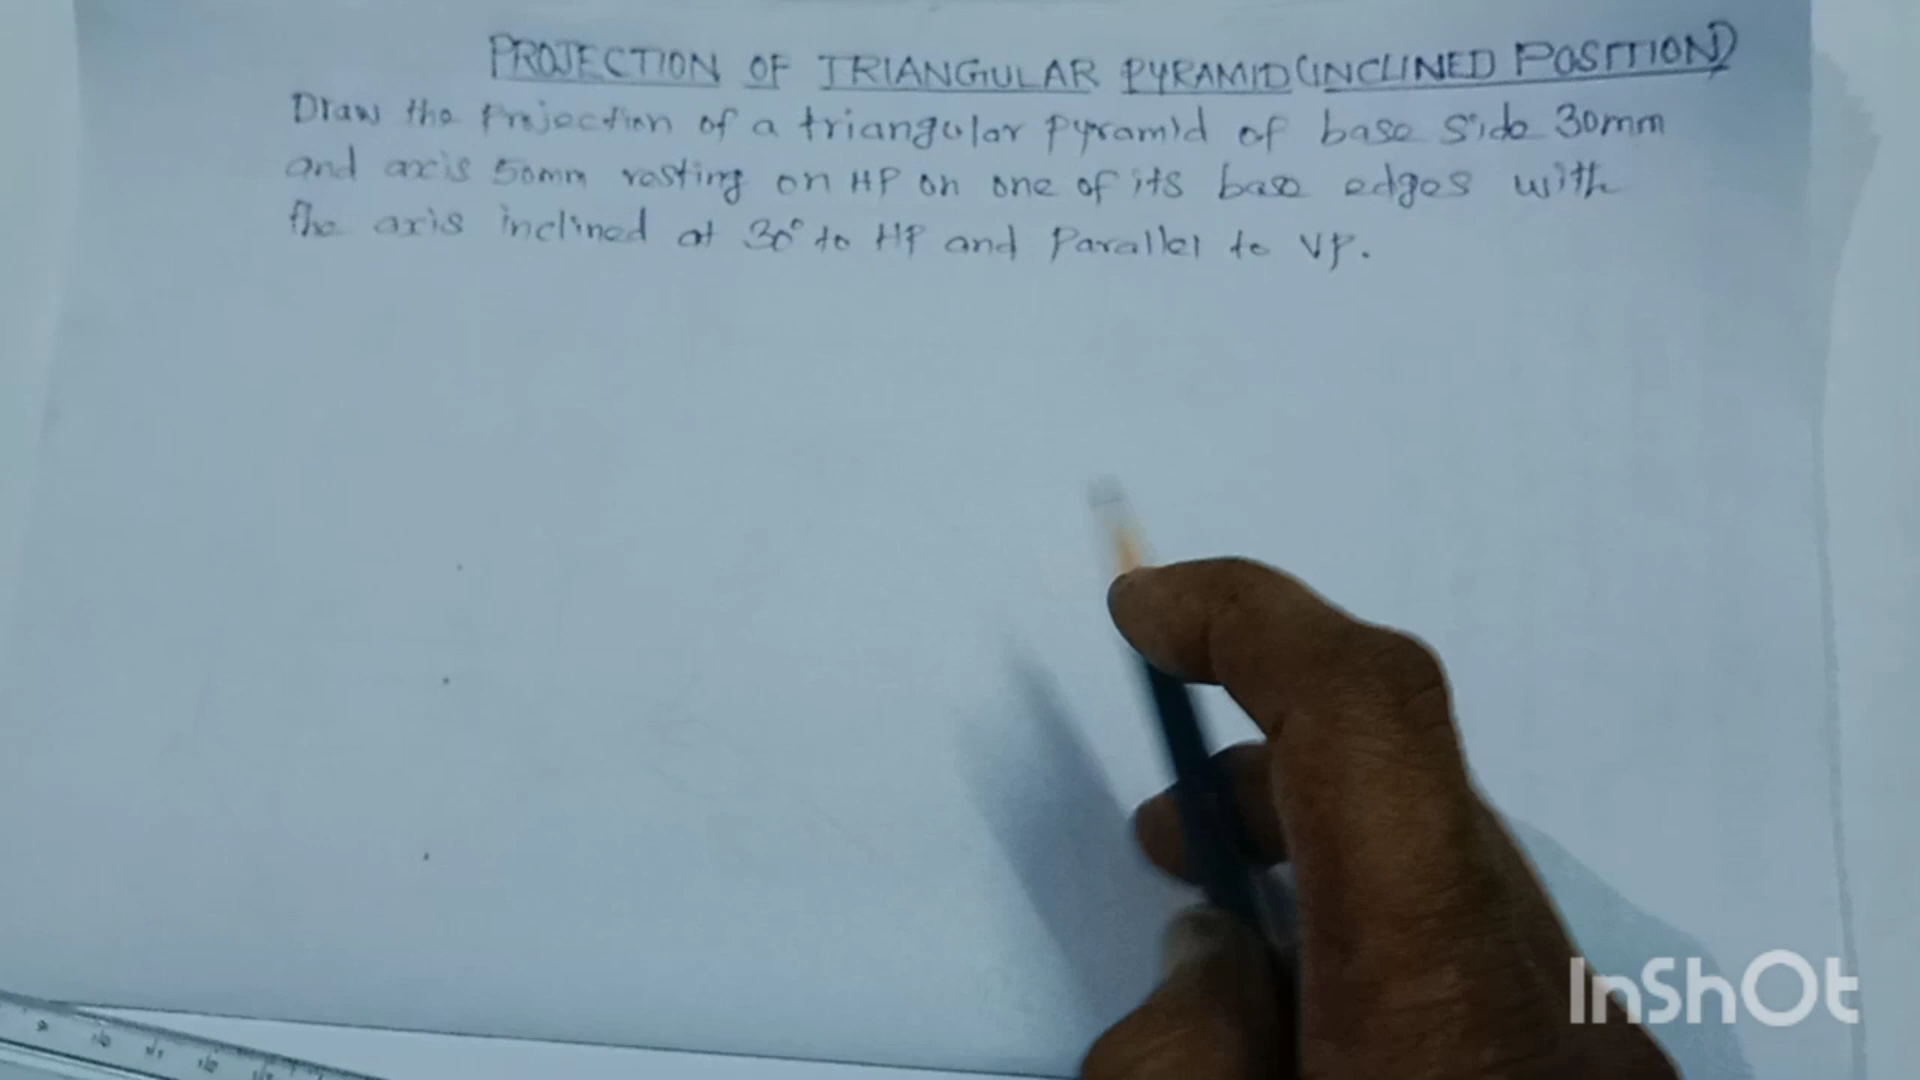 PROJECTION OF TRIANGULAR PYRAMID (INCLINED POSITION)
Draw the projection of a triangular pyramid of base side 30mm
and axis 50mm resting on HP on one of its base edges with
the axis inclined at 30° to HP and parallel to VP.
InShOt